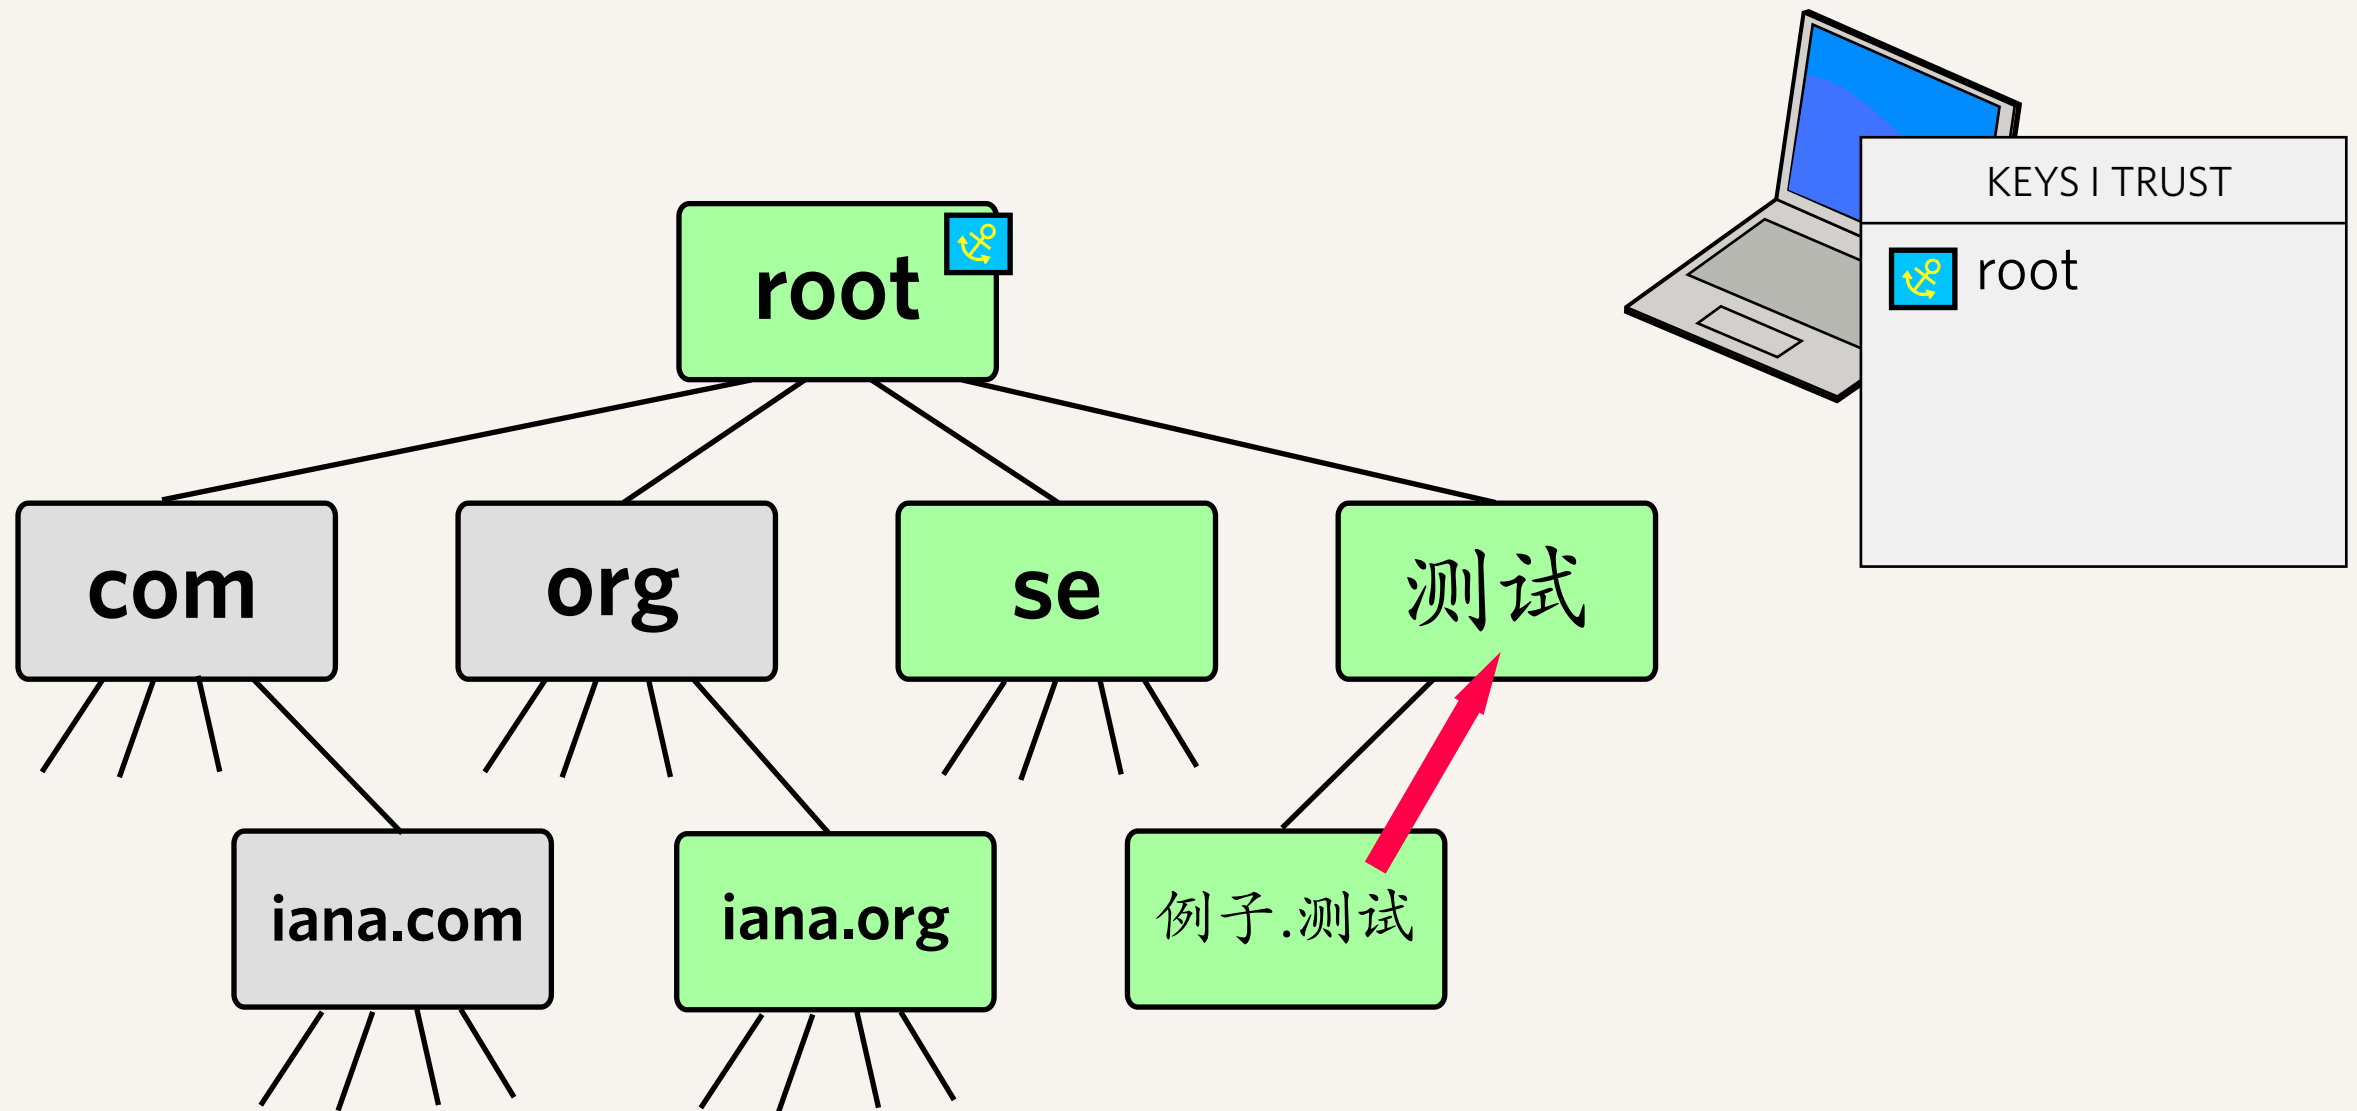 KEYS I TRUST
root
root
com
org
se
测试
iana.com
iana.org
例子.测试